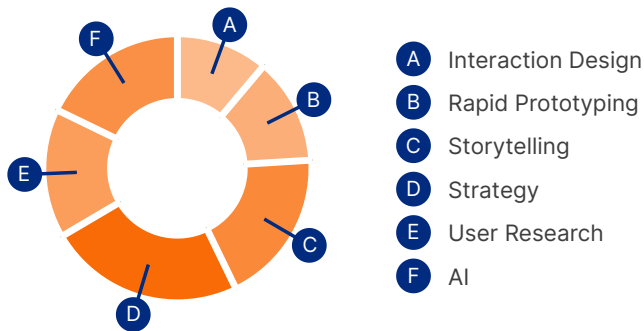 A
B
C
D
E
F
A Interaction Design
B Rapid Prototyping
C Storytelling
D Strategy
E User Research
F AI